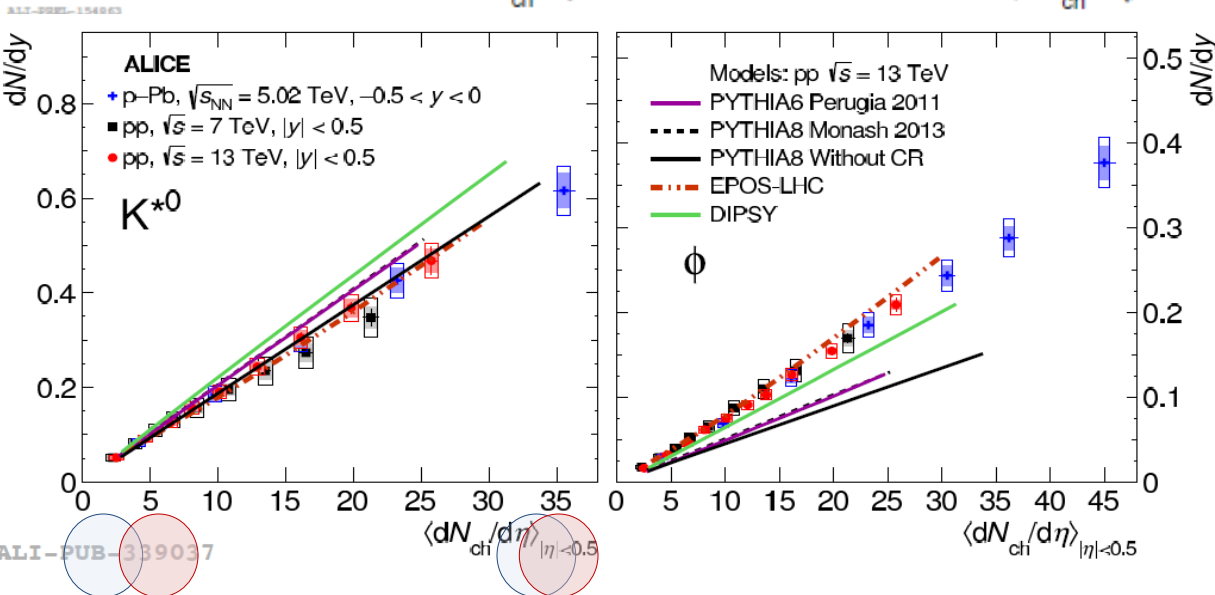 ch ch
ALI-PREL-154863
dN/dy
ALICE
p–Pb, √sNN = 5.02 TeV, −0.5 < y < 0
pp, √s = 7 TeV, |y| < 0.5
pp, √s = 13 TeV, |y| < 0.5
K*0
0.8
0.6
0.4
0.2
0
0 5 10 15 20 25 30 35
⟨dNch/dη⟩|η|<0.5
Models: pp √s = 13 TeV
PYTHIA6 Perugia 2011
PYTHIA8 Monash 2013
PYTHIA8 Without CR
EPOS-LHC
DIPSY
ϕ
dN/dy
0.5
0.4
0.3
0.2
0.1
0
0 5 10 15 20 25 30 35 40 45
⟨dNch/dη⟩|η|<0.5
ALI-PUB-339037